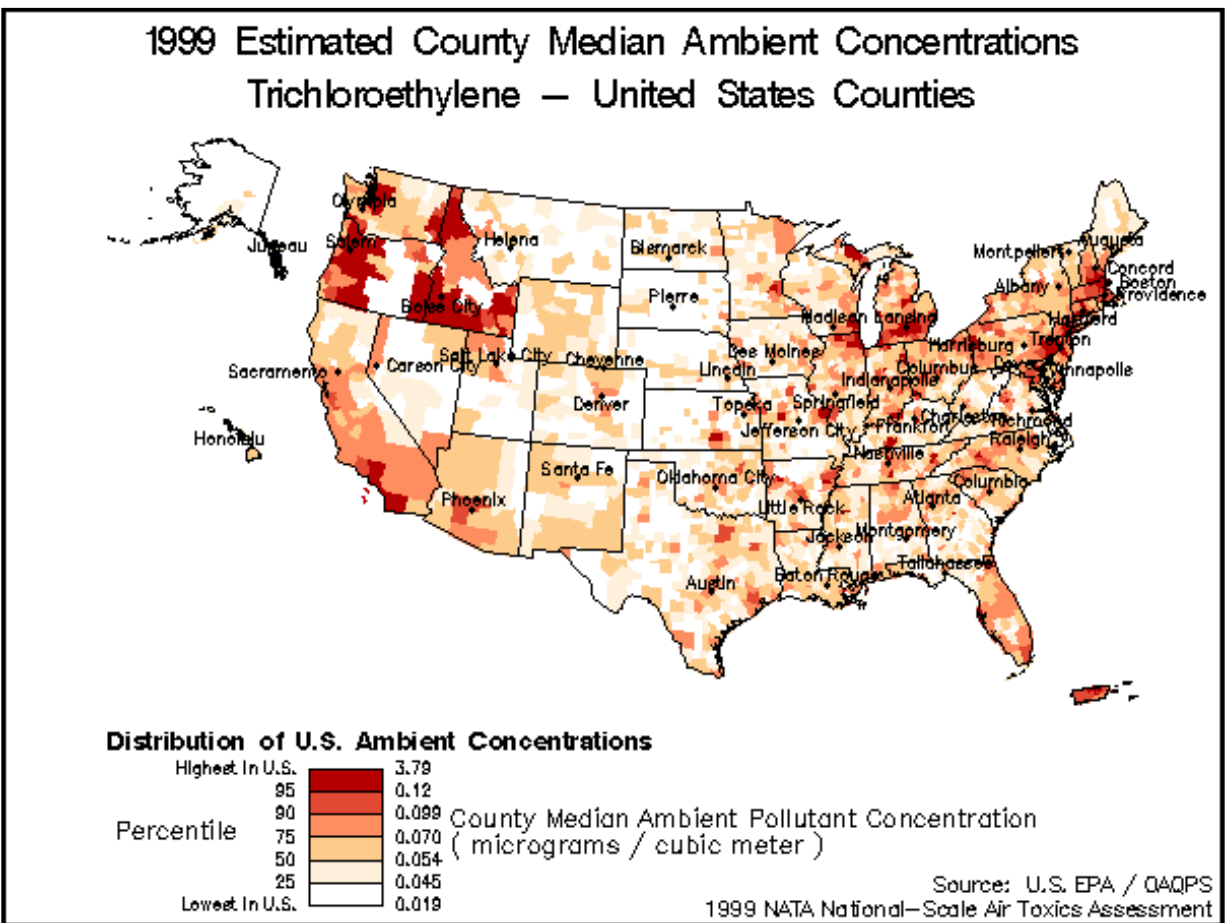 1999 Estimated County Median Ambient Concentrations
Trichloroethylene — United States Counties
Olympia
Juneau
Salem
Helena
Bismarck
Montpelier
Augusta
Concord
Boston
Providence
Albany
Hartford
Boise City
Pierre
Madison
Lansing
Harrisburg
Trenton
Annapolis
Salt Lake City
Cheyenne
Des Moines
Lincoln
Columbus
Indianapolis
Sacramento
Carson City
Denver
Topeka
Springfield
Jefferson City
Charleston
Richmond
Frankfort
Raleigh
Honolulu
Nashville
Santa Fe
Oklahoma City
Columbia
Phoenix
Little Rock
Atlanta
Jackson
Montgomery
Tallahassee
Austin
Baton Rouge
Distribution of U.S. Ambient Concentrations
Highest in U.S. 3.79
95 0.12
90 0.099
75 0.070
50 0.054
25 0.045
Lowest in U.S. 0.019
Percentile
County Median Ambient Pollutant Concentration
( micrograms / cubic meter )
Source: U.S. EPA / OAQPS
1999 NATA National—Scale Air Toxics Assessment